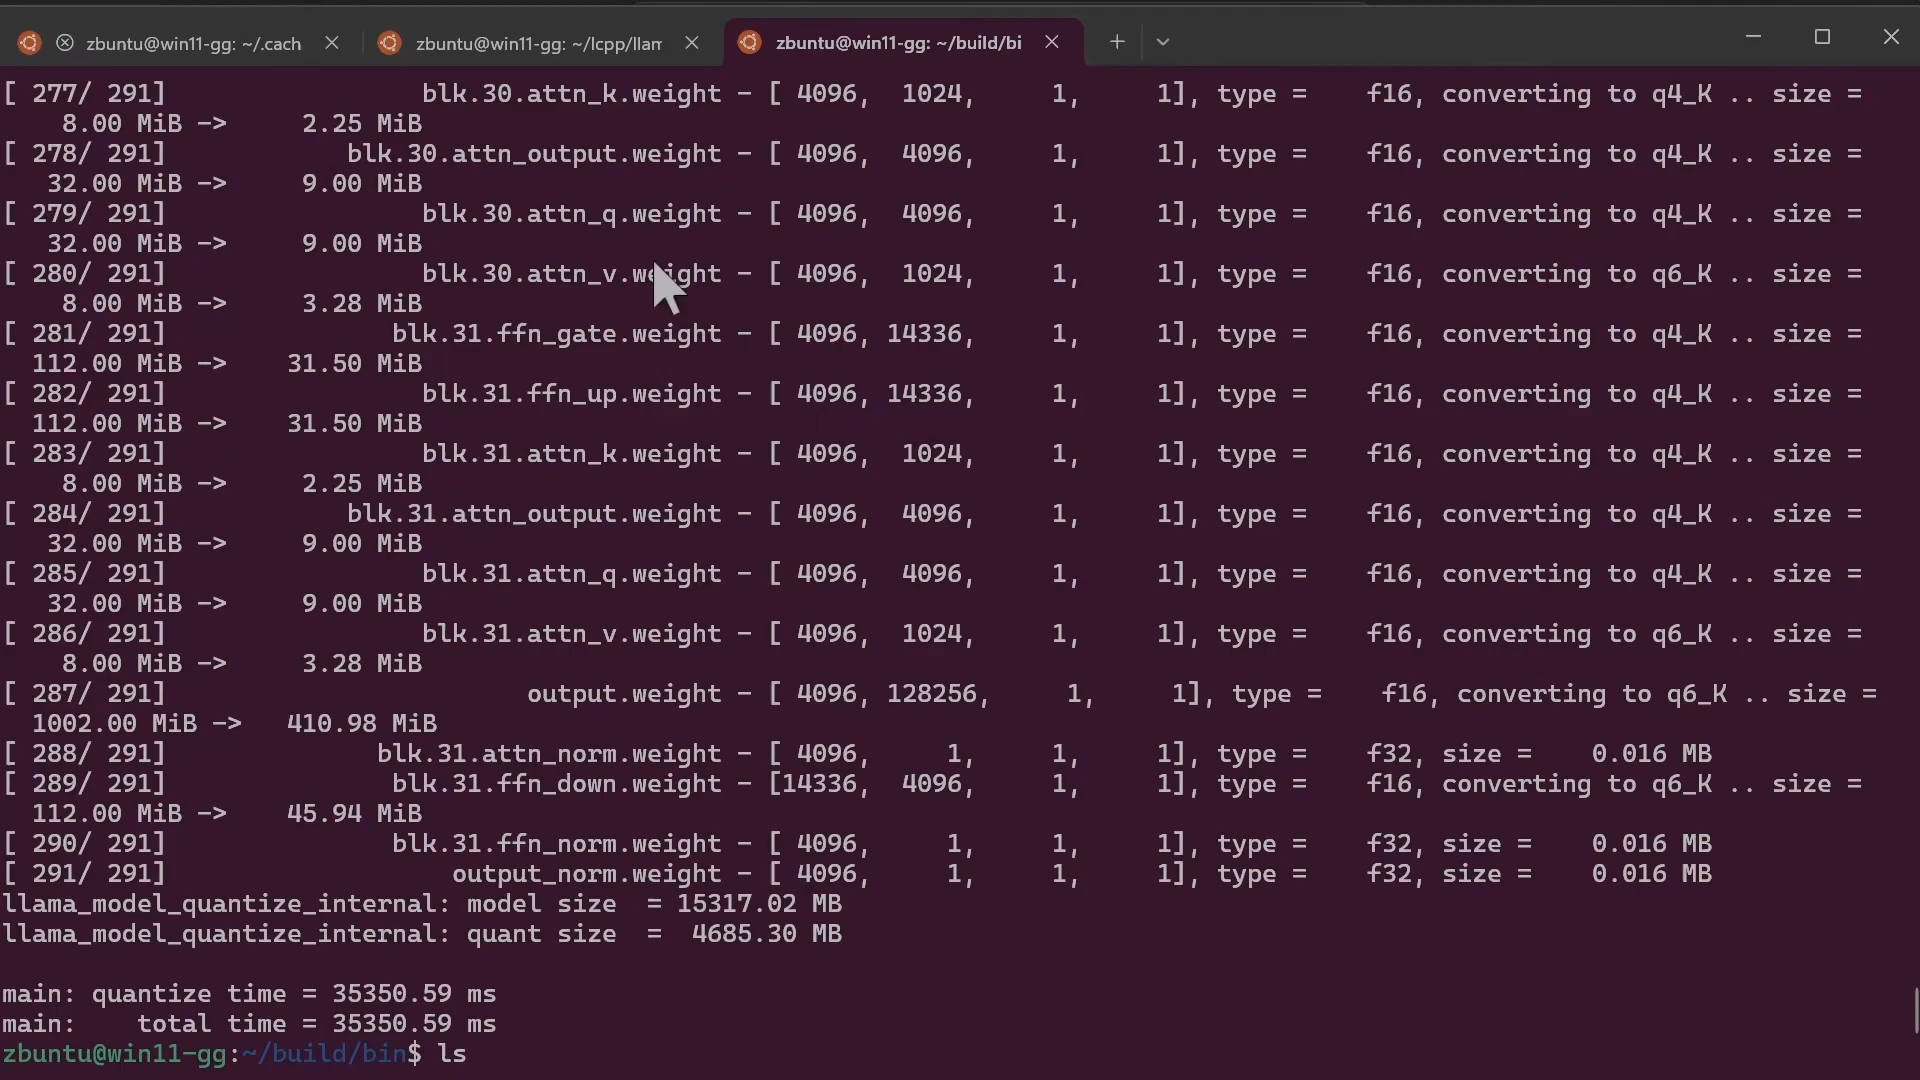 zbuntu@win11-gg: ~/.cach
zbuntu@win11-gg: ~/lcpp/llam
zbuntu@win11-gg: ~/build/bi
[ 277/ 291] blk.30.attn_k.weight - [ 4096, 1024, 1, 1], type = f16, converting to q4_K .. size =
8.00 MiB -> 2.25 MiB
[ 278/ 291] blk.30.attn_output.weight - [ 4096, 4096, 1, 1], type = f16, converting to q4_K .. size =
32.00 MiB -> 9.00 MiB
[ 279/ 291] blk.30.attn_q.weight - [ 4096, 4096, 1, 1], type = f16, converting to q4_K .. size =
32.00 MiB -> 9.00 MiB
[ 280/ 291] blk.30.attn_v.weight - [ 4096, 1024, 1, 1], type = f16, converting to q6_K .. size =
8.00 MiB -> 3.28 MiB
[ 281/ 291] blk.31.ffn_gate.weight - [ 4096, 14336, 1, 1], type = f16, converting to q4_K .. size =
112.00 MiB -> 31.50 MiB
[ 282/ 291] blk.31.ffn_up.weight - [ 4096, 14336, 1, 1], type = f16, converting to q4_K .. size =
112.00 MiB -> 31.50 MiB
[ 283/ 291] blk.31.attn_k.weight - [ 4096, 1024, 1, 1], type = f16, converting to q4_K .. size =
8.00 MiB -> 2.25 MiB
[ 284/ 291] blk.31.attn_output.weight - [ 4096, 4096, 1, 1], type = f16, converting to q4_K .. size =
32.00 MiB -> 9.00 MiB
[ 285/ 291] blk.31.attn_q.weight - [ 4096, 4096, 1, 1], type = f16, converting to q4_K .. size =
32.00 MiB -> 9.00 MiB
[ 286/ 291] blk.31.attn_v.weight - [ 4096, 1024, 1, 1], type = f16, converting to q6_K .. size =
8.00 MiB -> 3.28 MiB
[ 287/ 291] output.weight - [ 4096, 128256, 1, 1], type = f16, converting to q6_K .. size =
1002.00 MiB -> 410.98 MiB
[ 288/ 291] blk.31.attn_norm.weight - [ 4096, 1, 1, 1], type = f32, size = 0.016 MB
[ 289/ 291] blk.31.ffn_down.weight - [14336, 4096, 1, 1], type = f16, converting to q6_K .. size =
112.00 MiB -> 45.94 MiB
[ 290/ 291] blk.31.ffn_norm.weight - [ 4096, 1, 1, 1], type = f32, size = 0.016 MB
[ 291/ 291] output_norm.weight - [ 4096, 1, 1, 1], type = f32, size = 0.016 MB
llama_model_quantize_internal: model size = 15317.02 MB
llama_model_quantize_internal: quant size = 4685.30 MB
main: quantize time = 35350.59 ms
main: total time = 35350.59 ms
zbuntu@win11-gg:~/build/bin$ ls